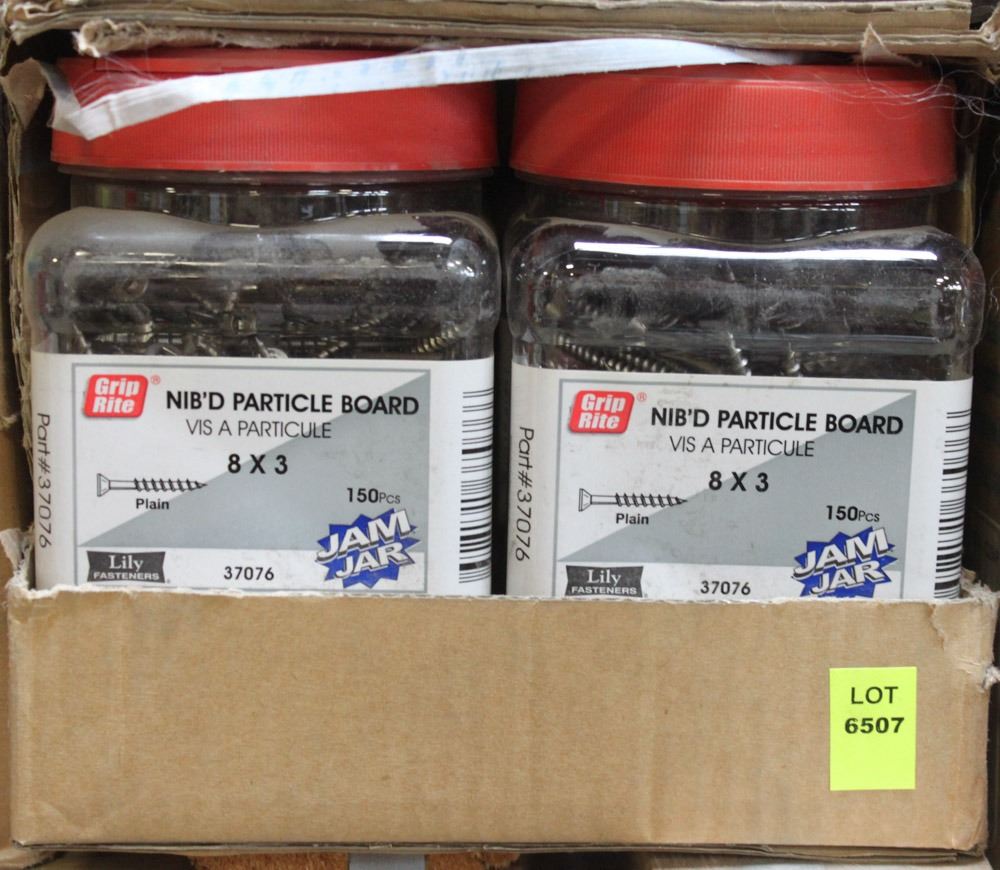 Grip
Rite®
NIB'D PARTICLE BOARD
VIS A PARTICULE
8 X 3
Plain
150Pcs
JAM
JAR
Lily
FASTENERS
37076
Part#37076
Grip
Rite®
NIB'D PARTICLE BOARD
VIS A PARTICULE
8 X 3
Plain
150Pcs
JAM
JAR
Lily
FASTENERS
37076
Part#37076
LOT
6507